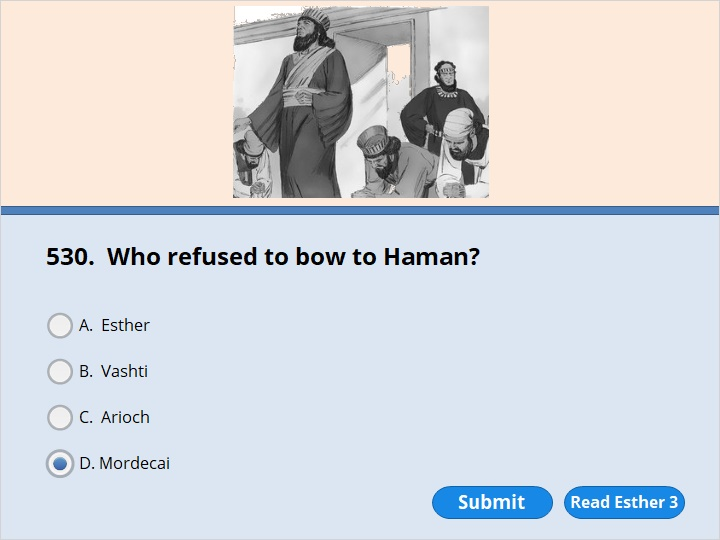 530.  Who refused to bow to Haman?
A.  Esther
B.  Vashti
C.  Arioch
D. Mordecai
Submit
Read Esther 3